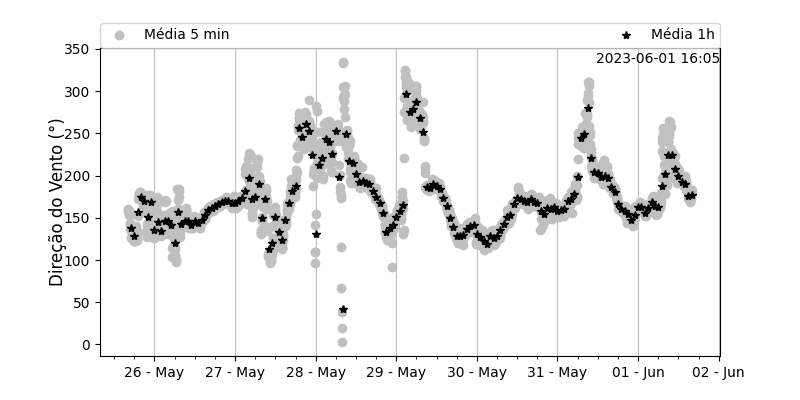 Média 5 min
Média 1h
2023-06-01 16:05
Direção do Vento (°)
350
300
250
200
150
100
50
0
26 - May
27 - May
28 - May
29 - May
30 - May
31 - May
01 - Jun
02 - Jun